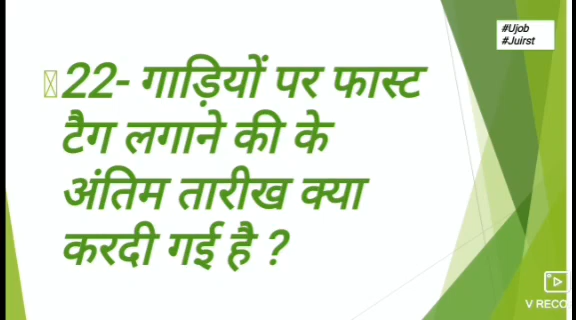 #Ujob
#Juirst
22- गाड़ियों पर फास्ट
टैग लगाने की के
अंतिम तारीख क्या
करदी गई है ?
V RECO